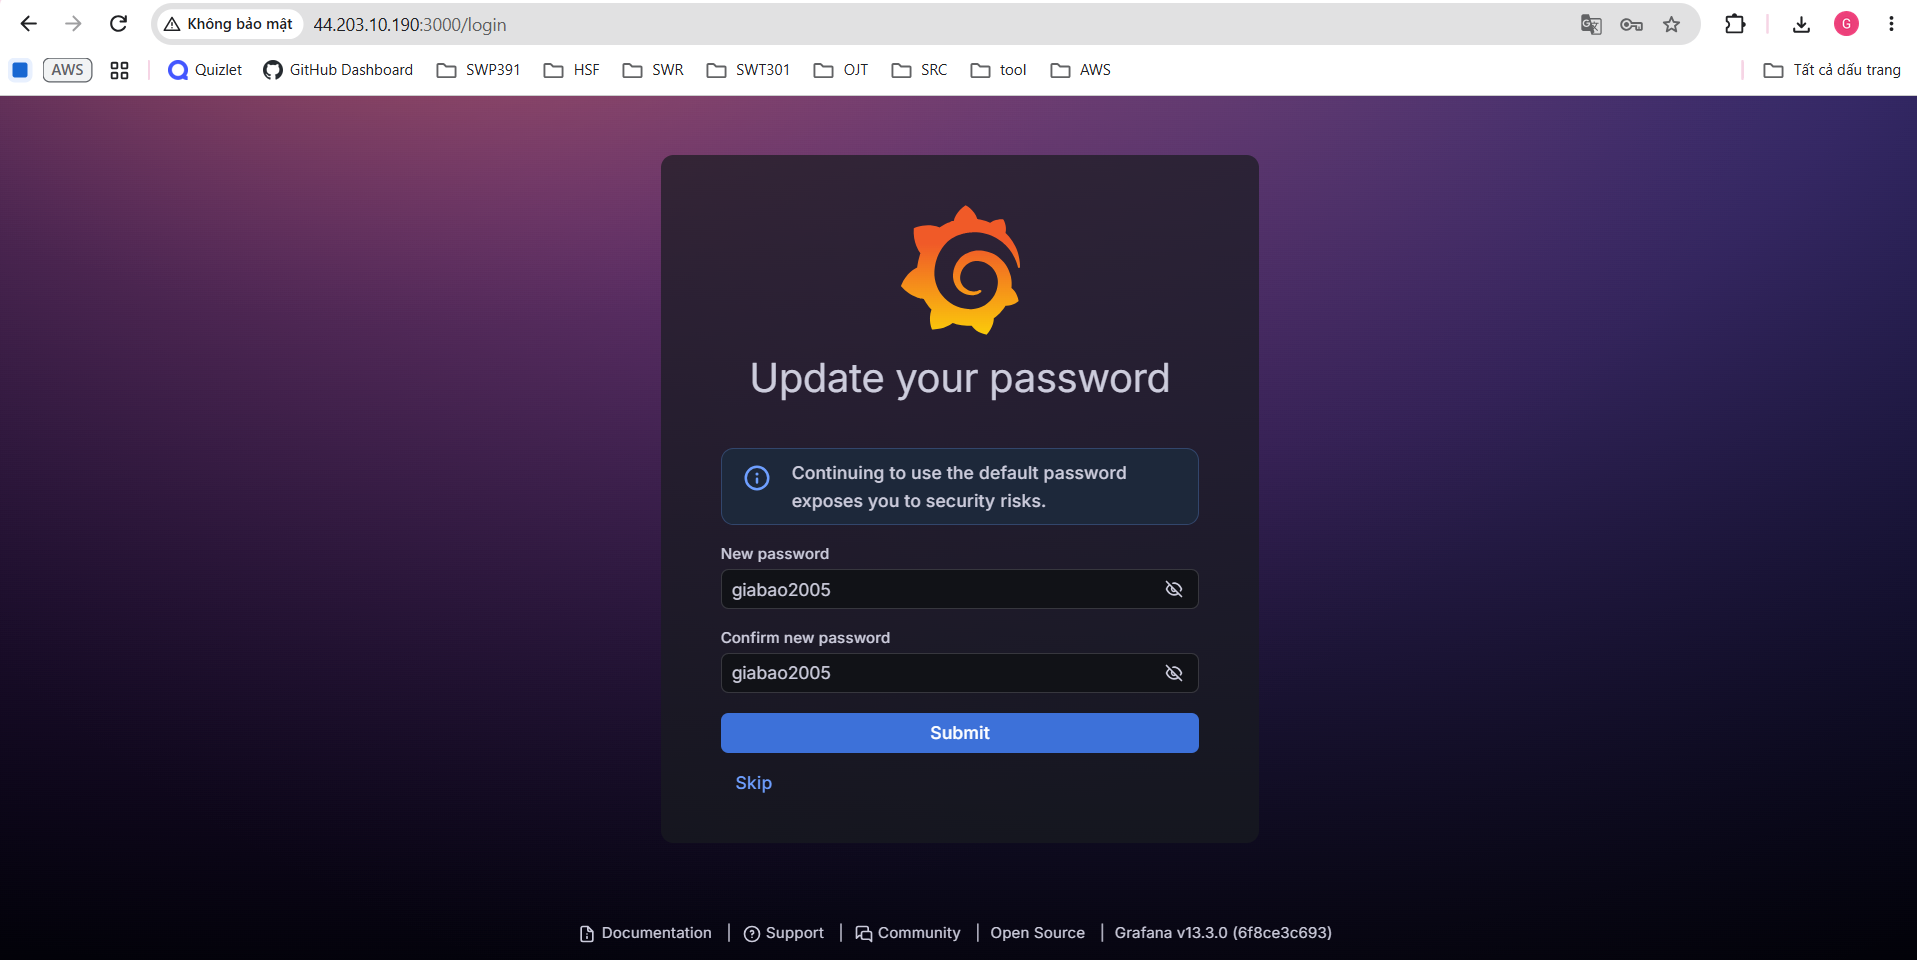 Không bảo mật 44.203.10.190:3000/login G
AWS Quizlet GitHub Dashboard SWP391 HSF SWR SWT301 OJT SRC tool AWS Tất cả dấu trang
Update your password
Continuing to use the default password
exposes you to security risks.
New password
giabao2005
Confirm new password
giabao2005
Submit
Skip
Documentation | Support | Community | Open Source | Grafana v13.3.0 (6f8ce3c693)